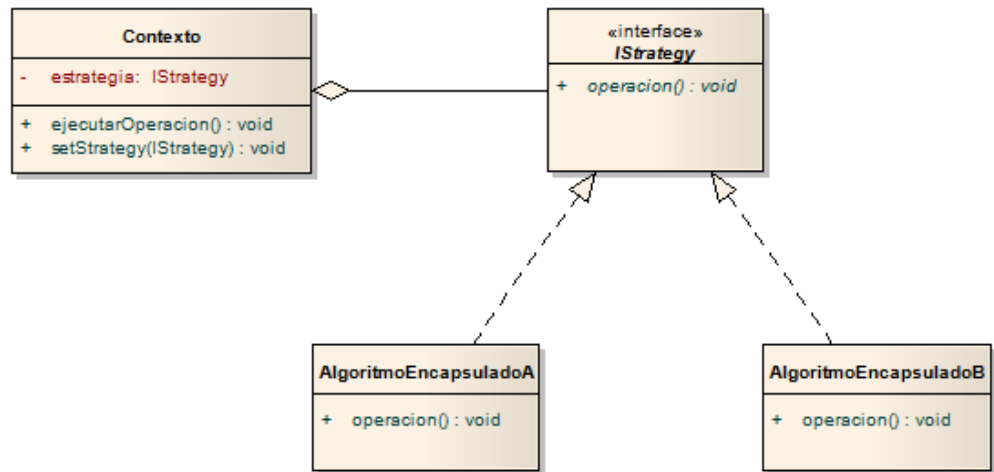 Contexto
- estrategia: IStrategy
+ ejecutarOperacion() : void
+ setStrategy(IStrategy) : void
«interface»
IStrategy
+ operacion() : void
AlgoritmoEncapsuladoA
+ operacion() : void
AlgoritmoEncapsuladoB
+ operacion() : void